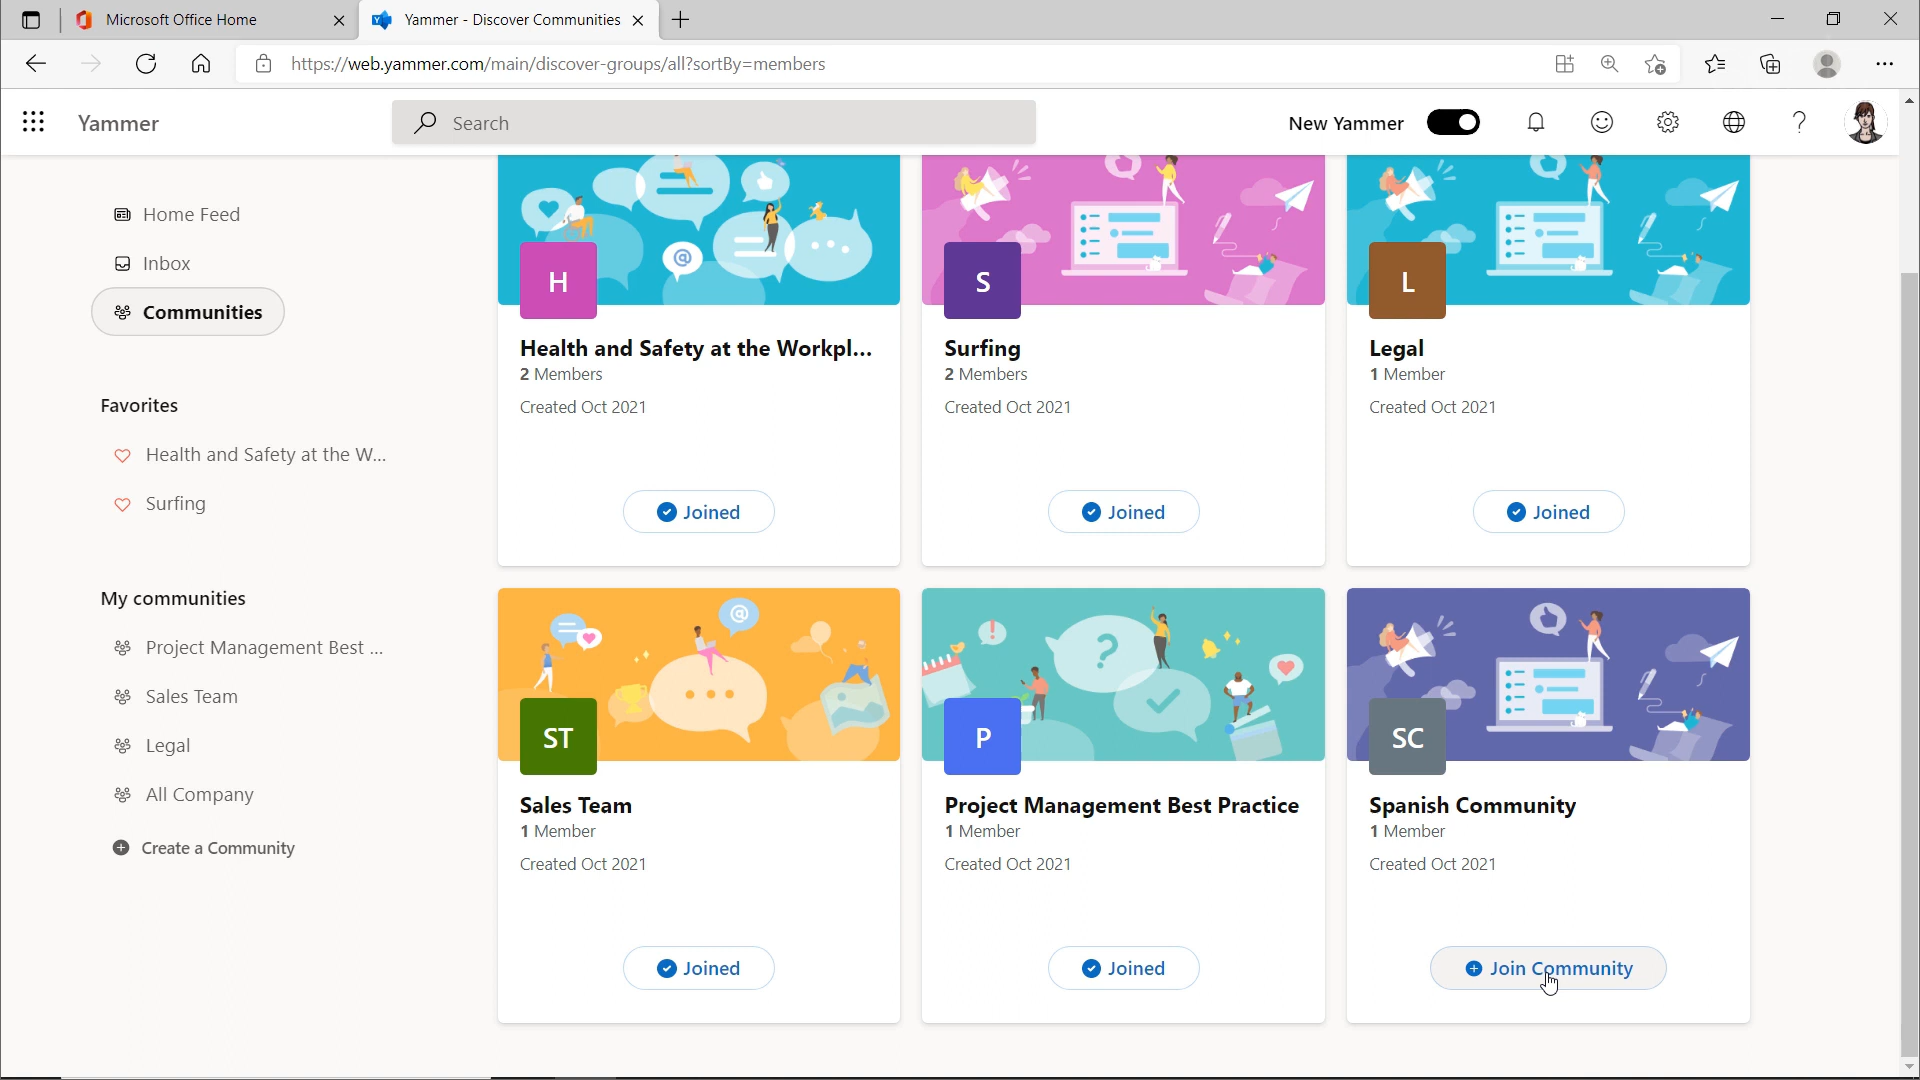 Microsoft Office Home
Yammer - Discover Communities
https://web.yammer.com/main/discover-groups/all?sortBy=members
Yammer
Search
New Yammer
Home Feed
Inbox
Communities
Favorites
Health and Safety at the W...
Surfing
My communities
Project Management Best ...
Sales Team
Legal
All Company
Create a Community
H
Health and Safety at the Workpl...
2 Members
Created Oct 2021
Joined
S
Surfing
2 Members
Created Oct 2021
Joined
L
Legal
1 Member
Created Oct 2021
Joined
ST
Sales Team
1 Member
Created Oct 2021
Joined
P
Project Management Best Practice
1 Member
Created Oct 2021
Joined
SC
Spanish Community
1 Member
Created Oct 2021
Join Community